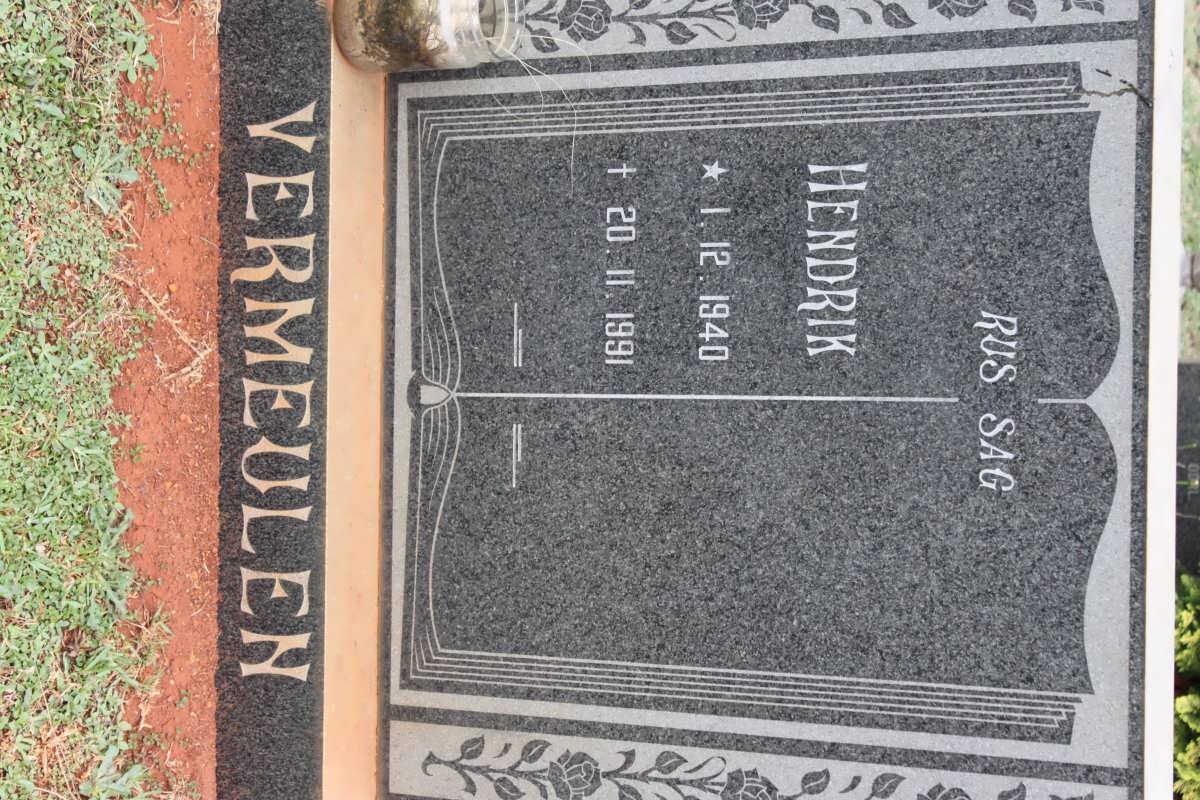 RUS SAG
HENDRIK
★ 1.12.1940
† 20.11.1991
VERMEULEN